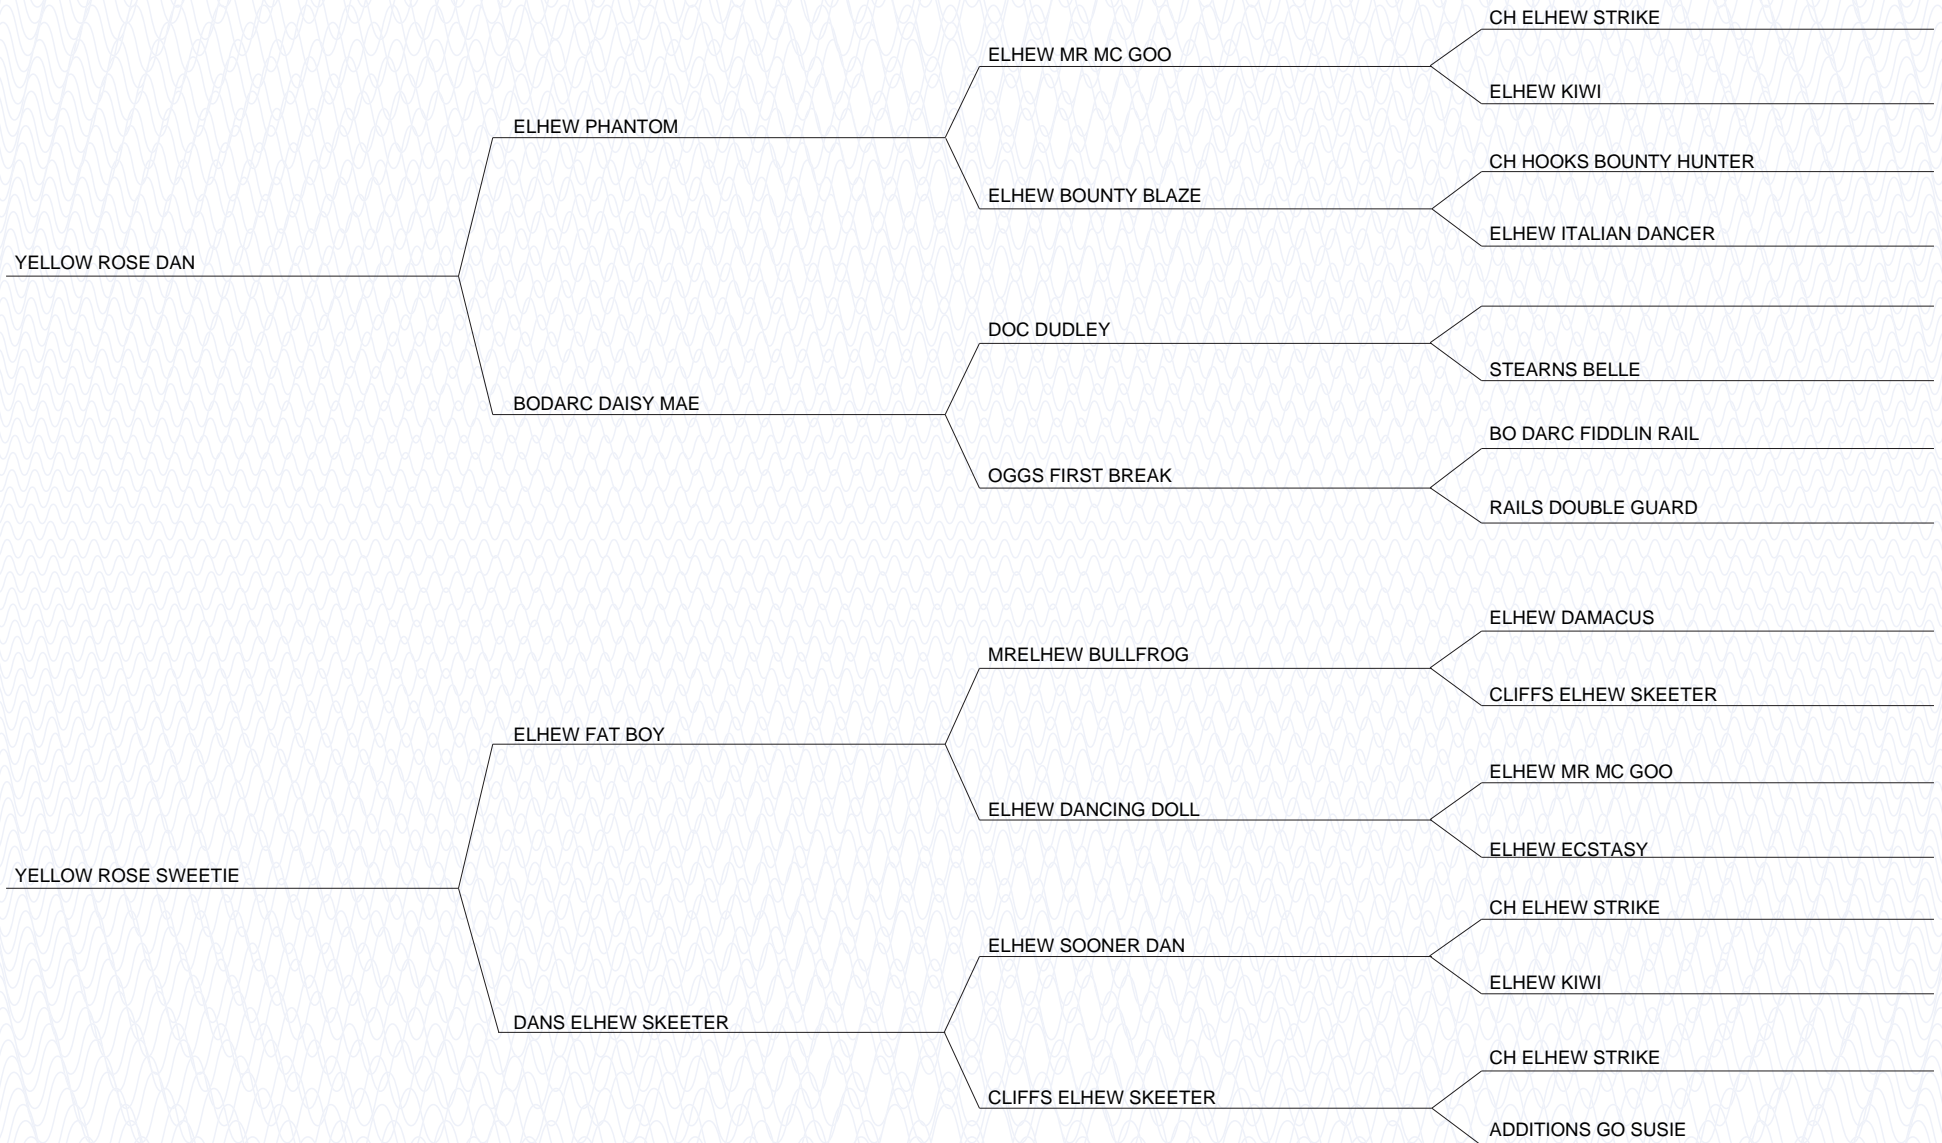 CH ELHEW STRIKE
ELHEW MR MC GOO
ELHEW KIWI
ELHEW PHANTOM
CH HOOKS BOUNTY HUNTER
ELHEW BOUNTY BLAZE
ELHEW ITALIAN DANCER
YELLOW ROSE DAN
DOC DUDLEY
STEARNS BELLE
BODARC DAISY MAE
BO DARC FIDDLIN RAIL
OGGS FIRST BREAK
RAILS DOUBLE GUARD
ELHEW DAMACUS
MRELHEW BULLFROG
CLIFFS ELHEW SKEETER
ELHEW FAT BOY
ELHEW MR MC GOO
ELHEW DANCING DOLL
ELHEW ECSTASY
YELLOW ROSE SWEETIE
CH ELHEW STRIKE
ELHEW SOONER DAN
ELHEW KIWI
DANS ELHEW SKEETER
CH ELHEW STRIKE
CLIFFS ELHEW SKEETER
ADDITIONS GO SUSIE